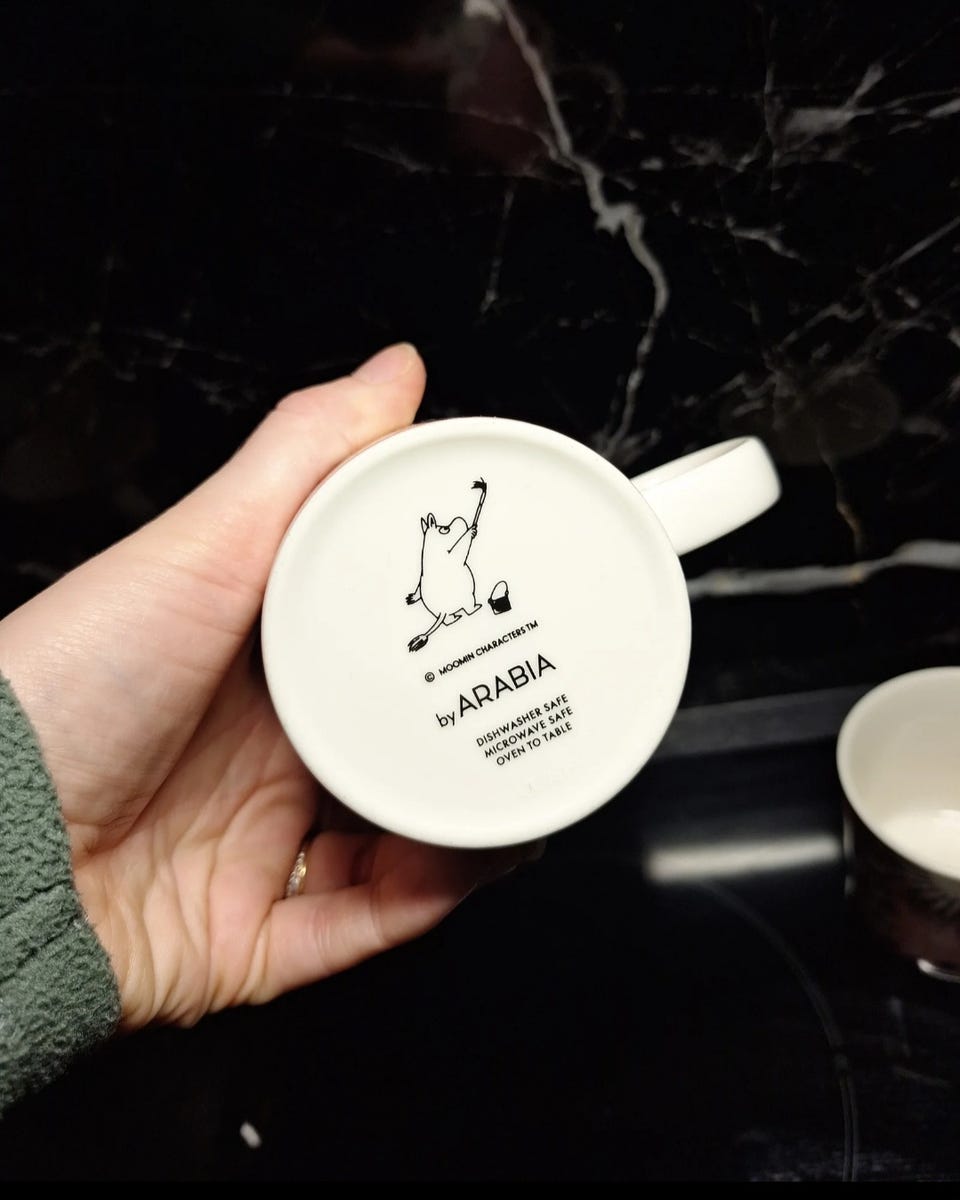 © MOOMIN CHARACTERS™
by ARABIA
DISHWASHER SAFE
MICROWAVE SAFE
OVEN TO TABLE